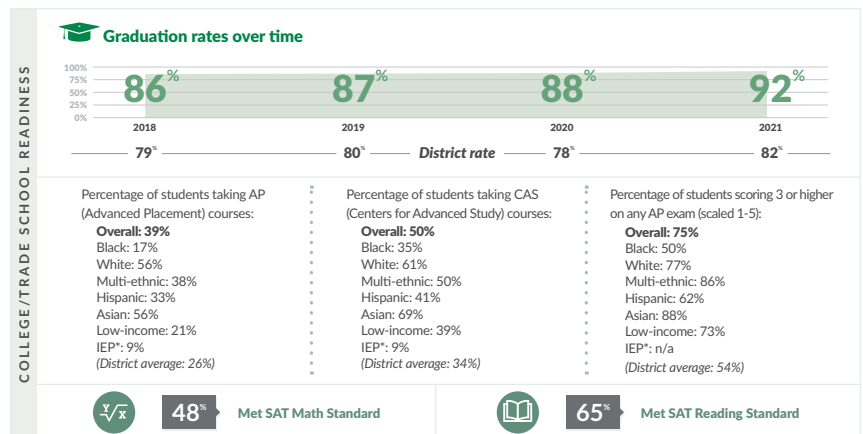 COLLEGE/TRADE SCHOOL READINESS
Graduation rates over time
100%
75%
50%
25%
0%
86% 87% 88% 92%
2018 2019 2020 2021
79% 80% District rate 78% 82%
Percentage of students taking AP
(Advanced Placement) courses:
Overall: 39%
Black: 17%
White: 56%
Multi-ethnic: 38%
Hispanic: 33%
Asian: 56%
Low-income: 21%
IEP*: 9%
(District average: 26%)
Percentage of students taking CAS
(Centers for Advanced Study) courses:
Overall: 50%
Black: 35%
White: 61%
Multi-ethnic: 50%
Hispanic: 41%
Asian: 69%
Low-income: 39%
IEP*: 9%
(District average: 34%)
Percentage of students scoring 3 or higher
on any AP exam (scaled 1-5):
Overall: 75%
Black: 50%
White: 77%
Multi-ethnic: 86%
Hispanic: 62%
Asian: 88%
Low-income: 73%
IEP*: n/a
(District average: 54%)
Y√X 48% Met SAT Math Standard
65% Met SAT Reading Standard